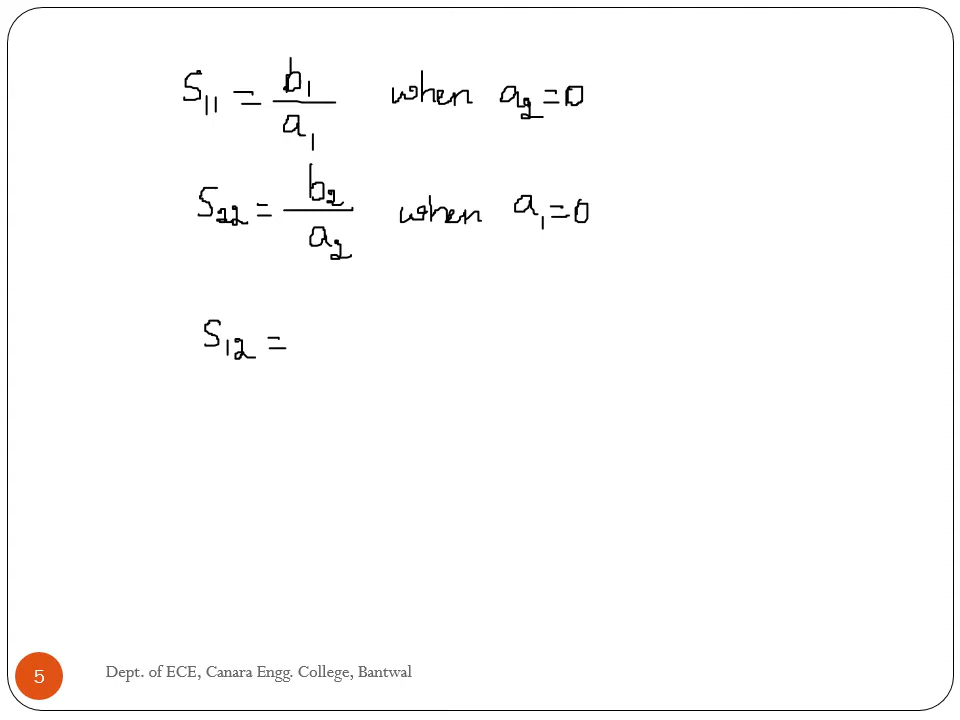 S₁₁ = b₁/a₁ when a₂=0
S₂₂ = b₂/a₂ when a₁=0
S₁₂ =
5 Dept. of ECE, Canara Engg. College, Bantwal